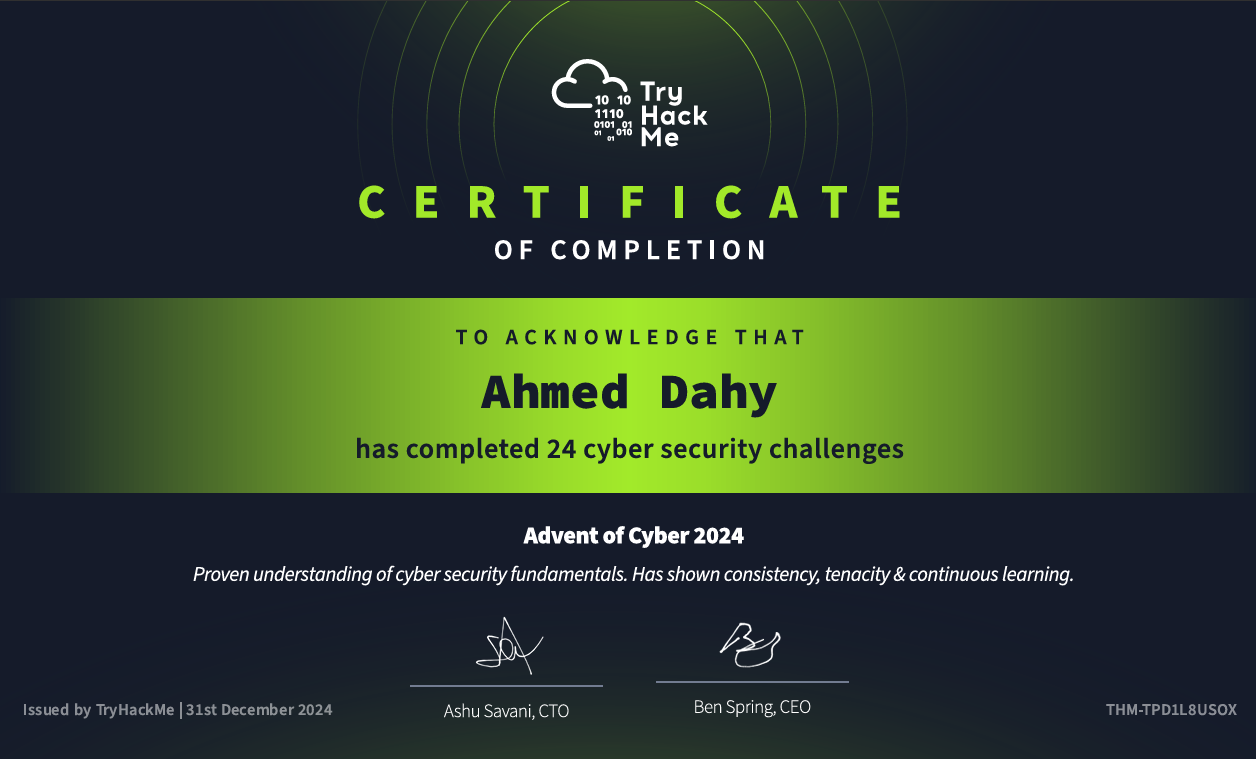 10 10
1110
0101 01
01 010
01
Try
Hack
Me
CERTIFICATE
OF COMPLETION
TO ACKNOWLEDGE THAT
Ahmed Dahy
has completed 24 cyber security challenges
Advent of Cyber 2024
Proven understanding of cyber security fundamentals. Has shown consistency, tenacity & continuous learning.
Ashu Savani, CTO
Ben Spring, CEO
Issued by TryHackMe | 31st December 2024
THM-TPD1L8USOX